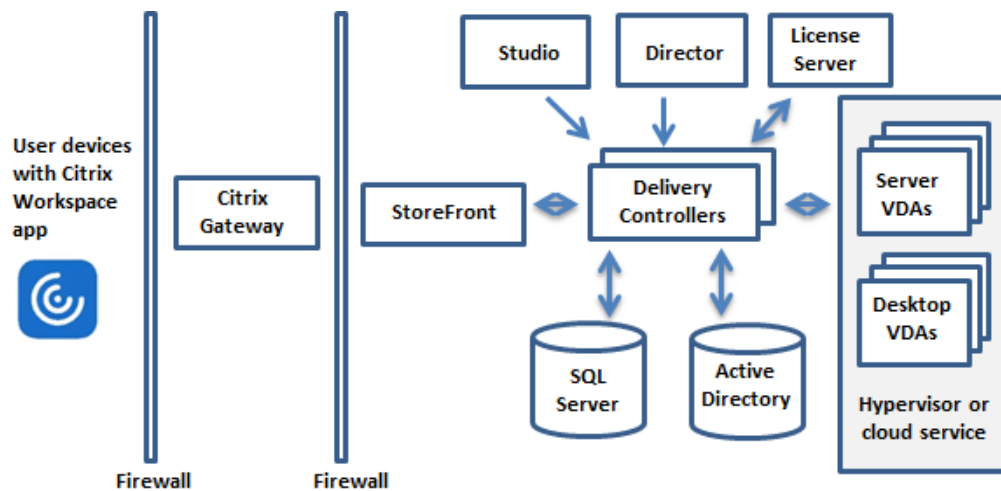 User devices
with Citrix
Workspace
app
Firewall
Citrix
Gateway
Firewall
StoreFront
Studio
Director
License
Server
Delivery
Controllers
SQL
Server
Active
Directory
Server
VDAs
Desktop
VDAs
Hypervisor or
cloud service